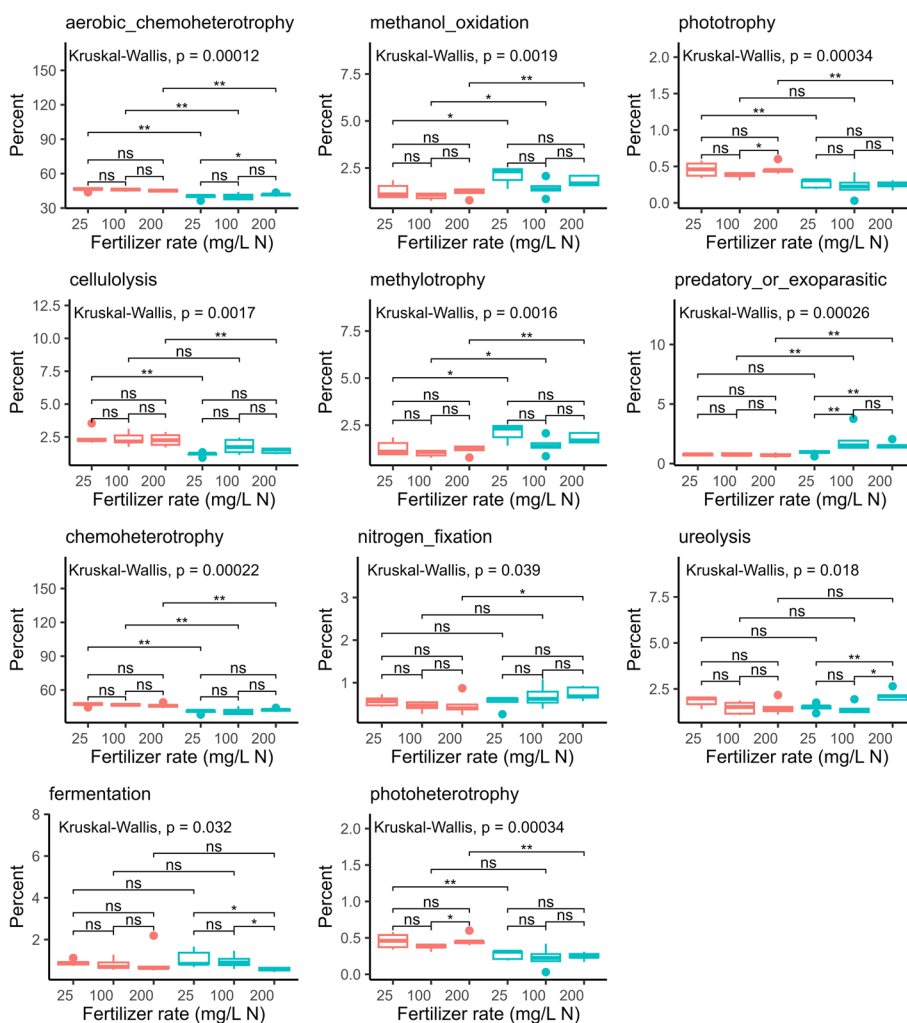 aerobic_chemoheterotrophy
Kruskal-Wallis, p = 0.00012
Percent
150
120
90
60
30
**
**
**
ns
*
ns
ns
ns
ns
25
100
200
25
100
200
Fertilizer rate (mg/L N)
methanol_oxidation
Kruskal-Wallis, p = 0.0019
Percent
7.5
5.0
2.5
**
*
*
ns
ns
ns
ns
ns
ns
25
100
200
25
100
200
Fertilizer rate (mg/L N)
phototrophy
Kruskal-Wallis, p = 0.00034
Percent
2.0
1.5
1.0
0.5
0.0
**
ns
**
ns
ns
ns
*
ns
ns
25
100
200
25
100
200
Fertilizer rate (mg/L N)
cellulolysis
Kruskal-Wallis, p = 0.0017
Percent
12.5
10.0
7.5
5.0
2.5
**
ns
**
ns
ns
ns
ns
ns
ns
25
100
200
25
100
200
Fertilizer rate (mg/L N)
methylotrophy
Kruskal-Wallis, p = 0.0016
Percent
7.5
5.0
2.5
**
*
*
ns
ns
ns
ns
ns
ns
25
100
200
25
100
200
Fertilizer rate (mg/L N)
predatory_or_exoparasitic
Kruskal-Wallis, p = 0.00026
Percent
10
5
0
**
**
ns
ns
**
ns
ns
**
ns
25
100
200
25
100
200
Fertilizer rate (mg/L N)
chemoheterotrophy
Kruskal-Wallis, p = 0.00022
Percent
150
120
90
60
**
**
**
ns
ns
ns
ns
ns
ns
25
100
200
25
100
200
Fertilizer rate (mg/L N)
nitrogen_fixation
Kruskal-Wallis, p = 0.039
Percent
3
2
1
*
ns
ns
ns
ns
ns
ns
ns
ns
25
100
200
25
100
200
Fertilizer rate (mg/L N)
ureolysis
Kruskal-Wallis, p = 0.018
Percent
7.5
5.0
2.5
ns
ns
ns
ns
**
ns
ns
ns
*
25
100
200
25
100
200
Fertilizer rate (mg/L N)
fermentation
Kruskal-Wallis, p = 0.032
Percent
8
6
4
2
ns
ns
ns
ns
*
ns
ns
ns
*
25
100
200
25
100
200
Fertilizer rate (mg/L N)
photoheterotrophy
Kruskal-Wallis, p = 0.00034
Percent
2.0
1.5
1.0
0.5
0.0
**
ns
**
ns
ns
ns
*
ns
ns
25
100
200
25
100
200
Fertilizer rate (mg/L N)